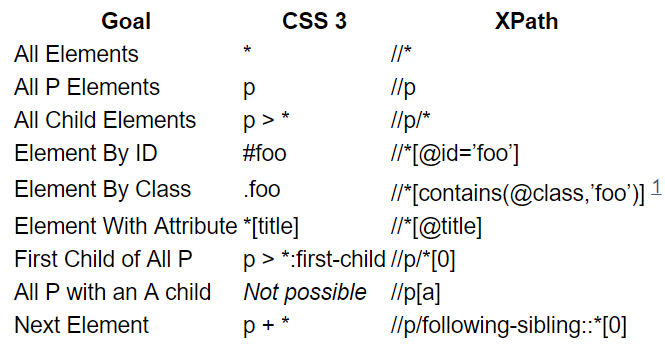 Goal CSS 3 XPath
All Elements * //*
All P Elements p //p
All Child Elements p > * //p/*
Element By ID #foo //*[@id=’foo’]
Element By Class .foo //*[contains(@class,’foo’)] 1
Element With Attribute *[title] //*[@title]
First Child of All P p > *:first-child //p/*[0]
All P with an A child Not possible //p[a]
Next Element p + * //p/following-sibling::*[0]